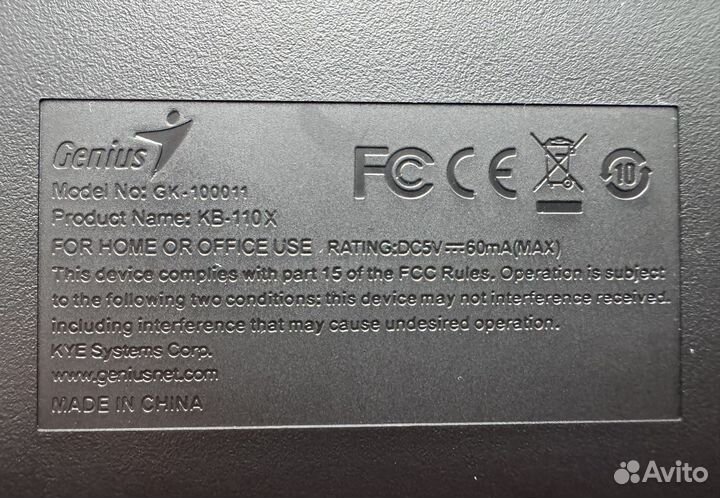 Genius
FC CE 10
Model No: GK-100011
Product Name: KB-110X
FOR HOME OR OFFICE USE RATING:DC5V⎓60mA(MAX)
This device complies with part 15 of the FCC Rules. Operation is subject
to the following two conditions: this device may not interference received.
including interference that may cause undesired operation.
KYE Systems Corp.
www.geniusnet.com
MADE IN CHINA
Avito